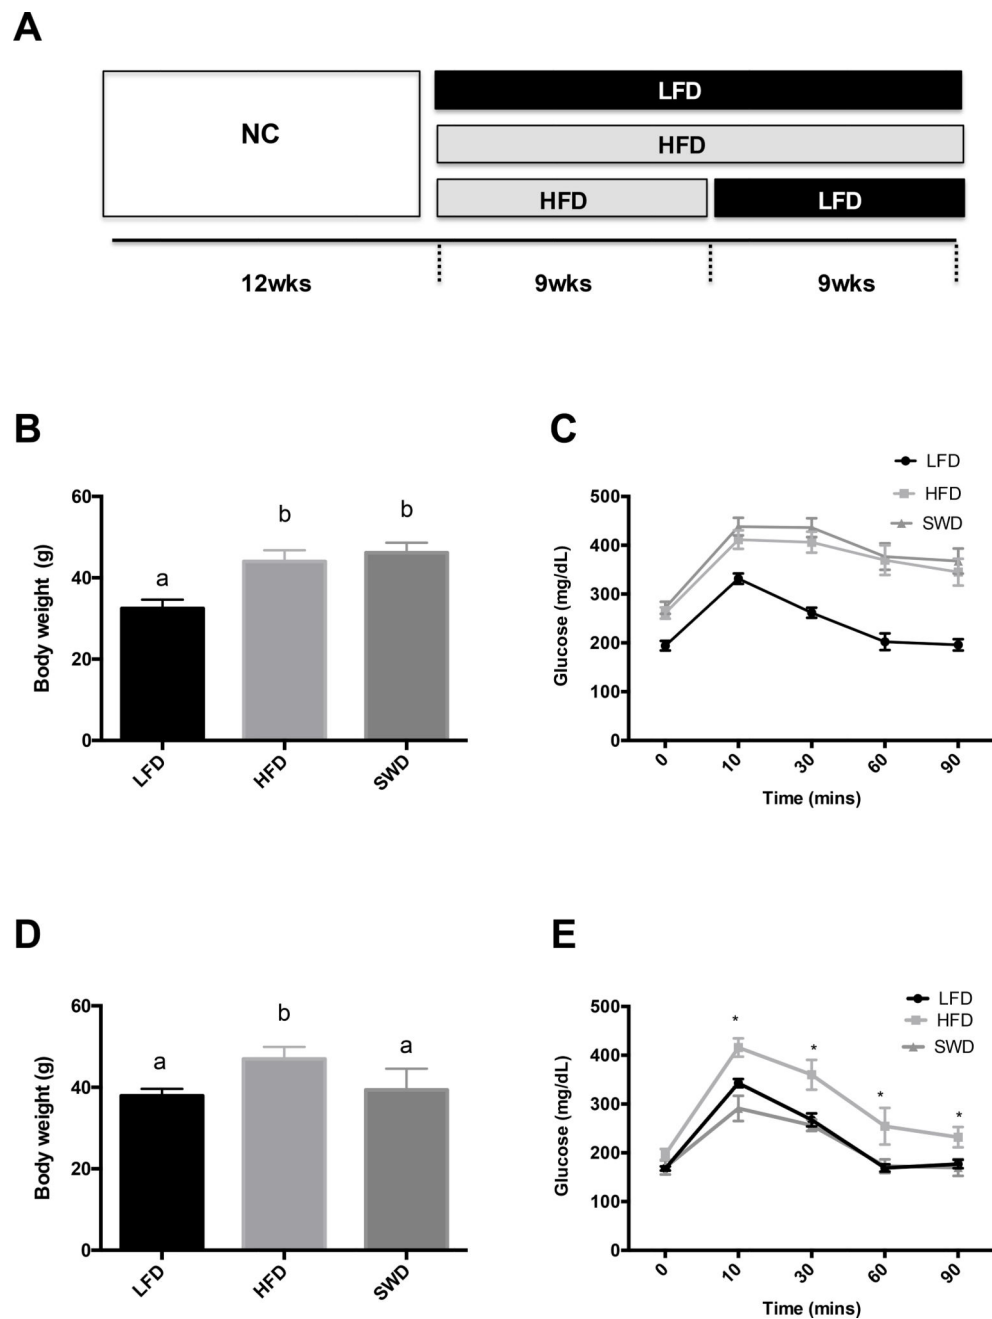 A
NC
LFD
HFD
HFD LFD
12wks 9wks 9wks
B
Body weight (g)
60
40
20
0
a
b
b
LFD
HFD
SWD
C
LFD
HFD
SWD
Glucose (mg/dL)
500
400
300
200
100
0
0
10
30
60
90
Time (mins)
D
Body weight (g)
60
40
20
0
a
b
a
LFD
HFD
SWD
E
LFD
HFD
SWD
Glucose (mg/dL)
500
400
300
200
100
0
*
*
*
*
0
10
30
60
90
Time (mins)